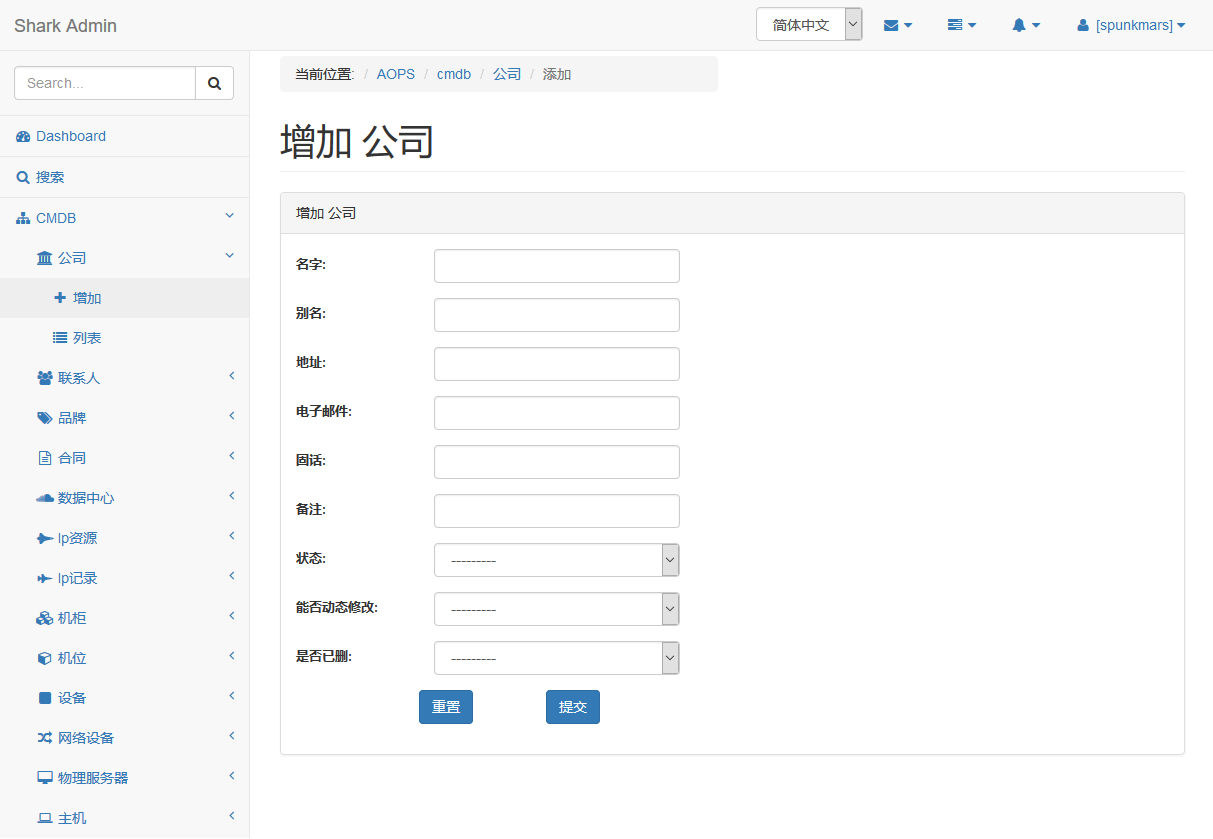 Shark Admin
简体中文
[spunkmars]
Search...
Dashboard
搜索
CMDB
公司
增加
列表
联系人
品牌
合同
数据中心
Ip资源
Ip记录
机柜
机位
设备
网络设备
物理服务器
主机
当前位置: / AOPS / cmdb / 公司 / 添加
增加 公司
增加 公司
名字:
别名:
地址:
电子邮件:
固话:
备注:
状态: ---------
能否动态修改: ---------
是否已删: ---------
重置 提交